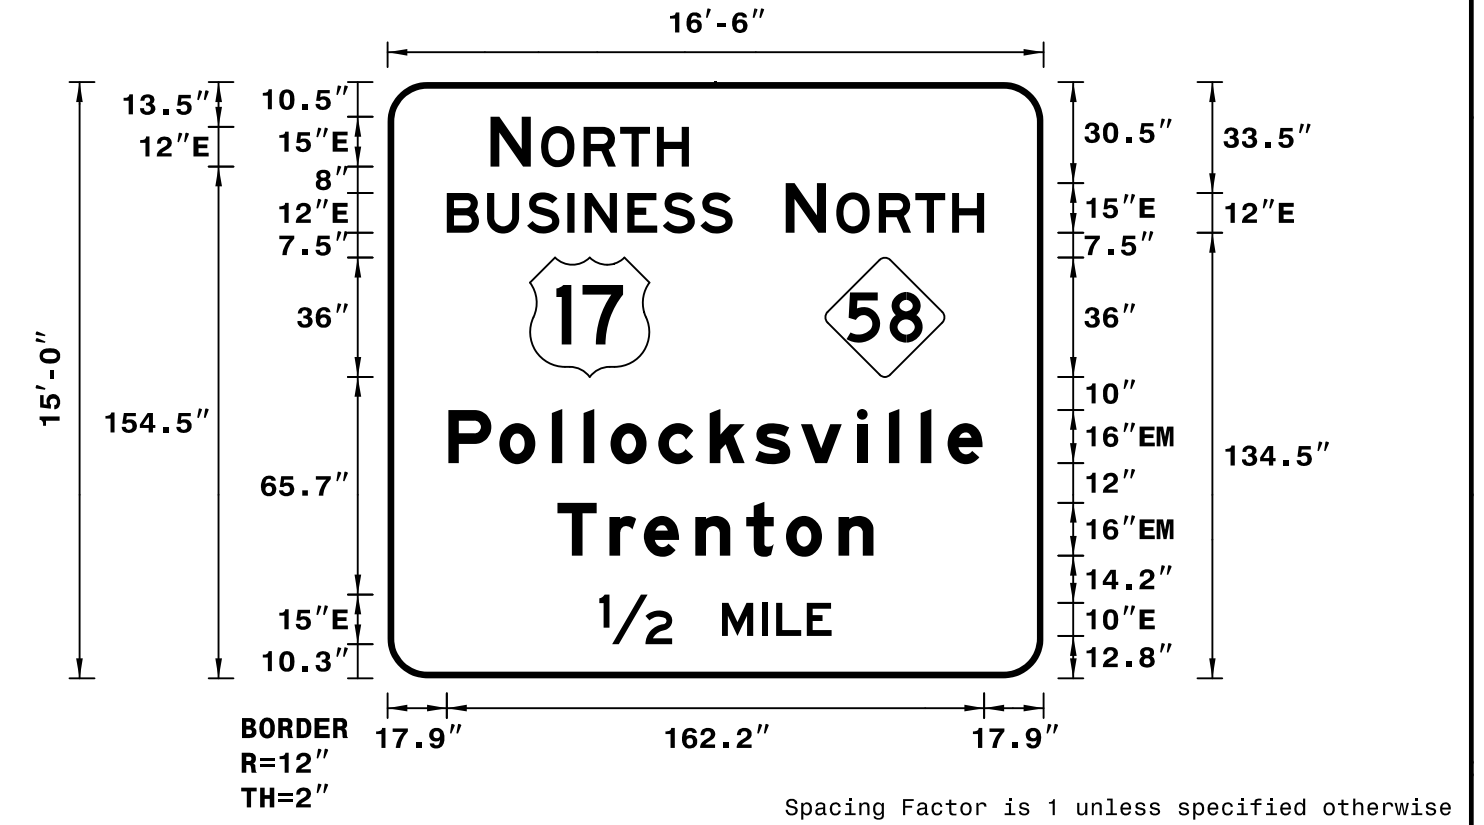 16′-6″
13.5″
12″E
154.5″
15′-0″
10.5″
15″E
8″
12″E
7.5″
36″
65.7″
15″E
10.3″
NORTH
BUSINESS NORTH
17 58
Pollocksville
Trenton
1/2 MILE
30.5″
15″E
7.5″
36″
10″
16″EM
12″
16″EM
14.2″
10″E
12.8″
33.5″
12″E
134.5″
17.9″ 162.2″ 17.9″
BORDER
R=12″
TH=2″
Spacing Factor is 1 unless specified otherwise